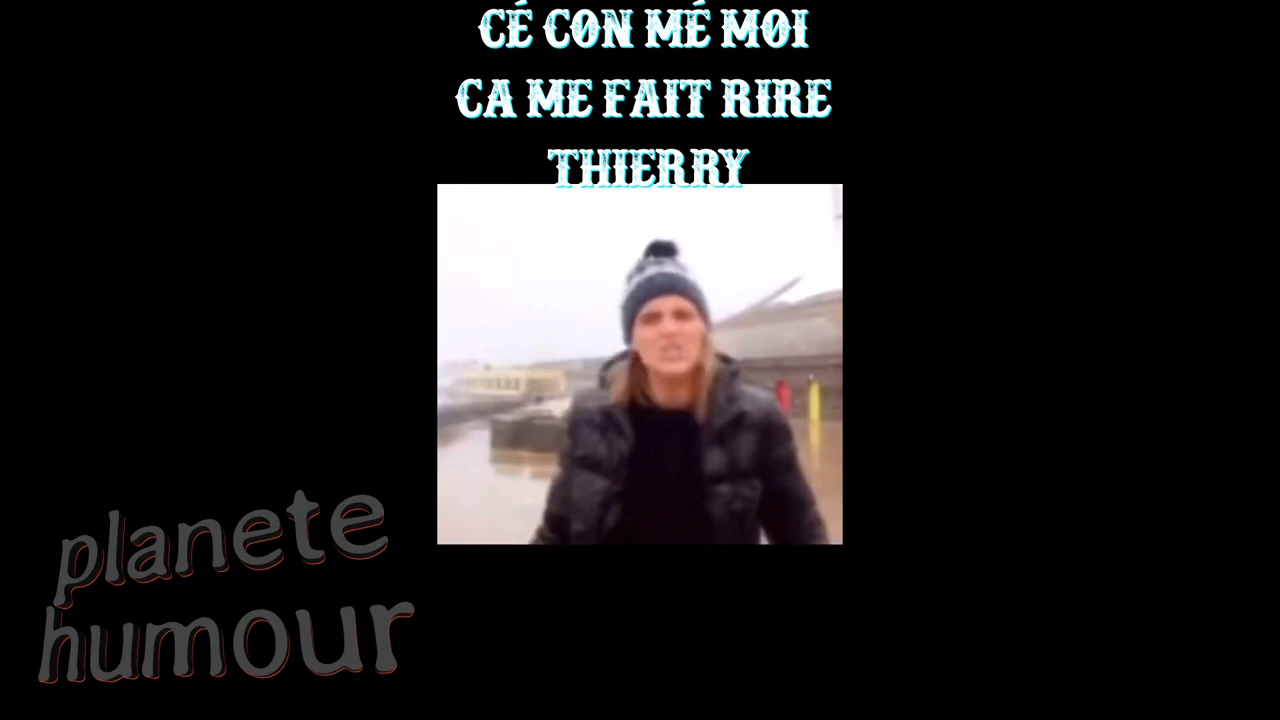 CÉ CON MÉ MOI
CA ME FAIT RIRE
THIERRY
planete
humour